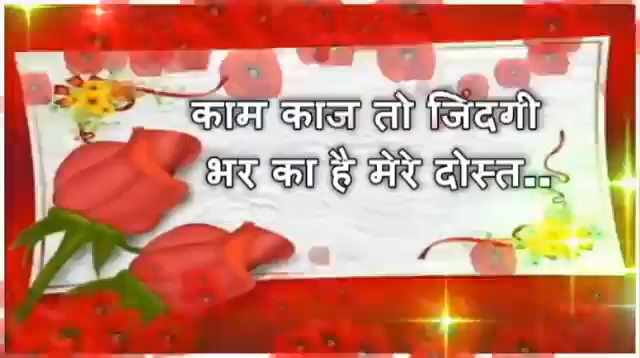 काम काज तो जिदगी
भर का है मेरे दोस्त..